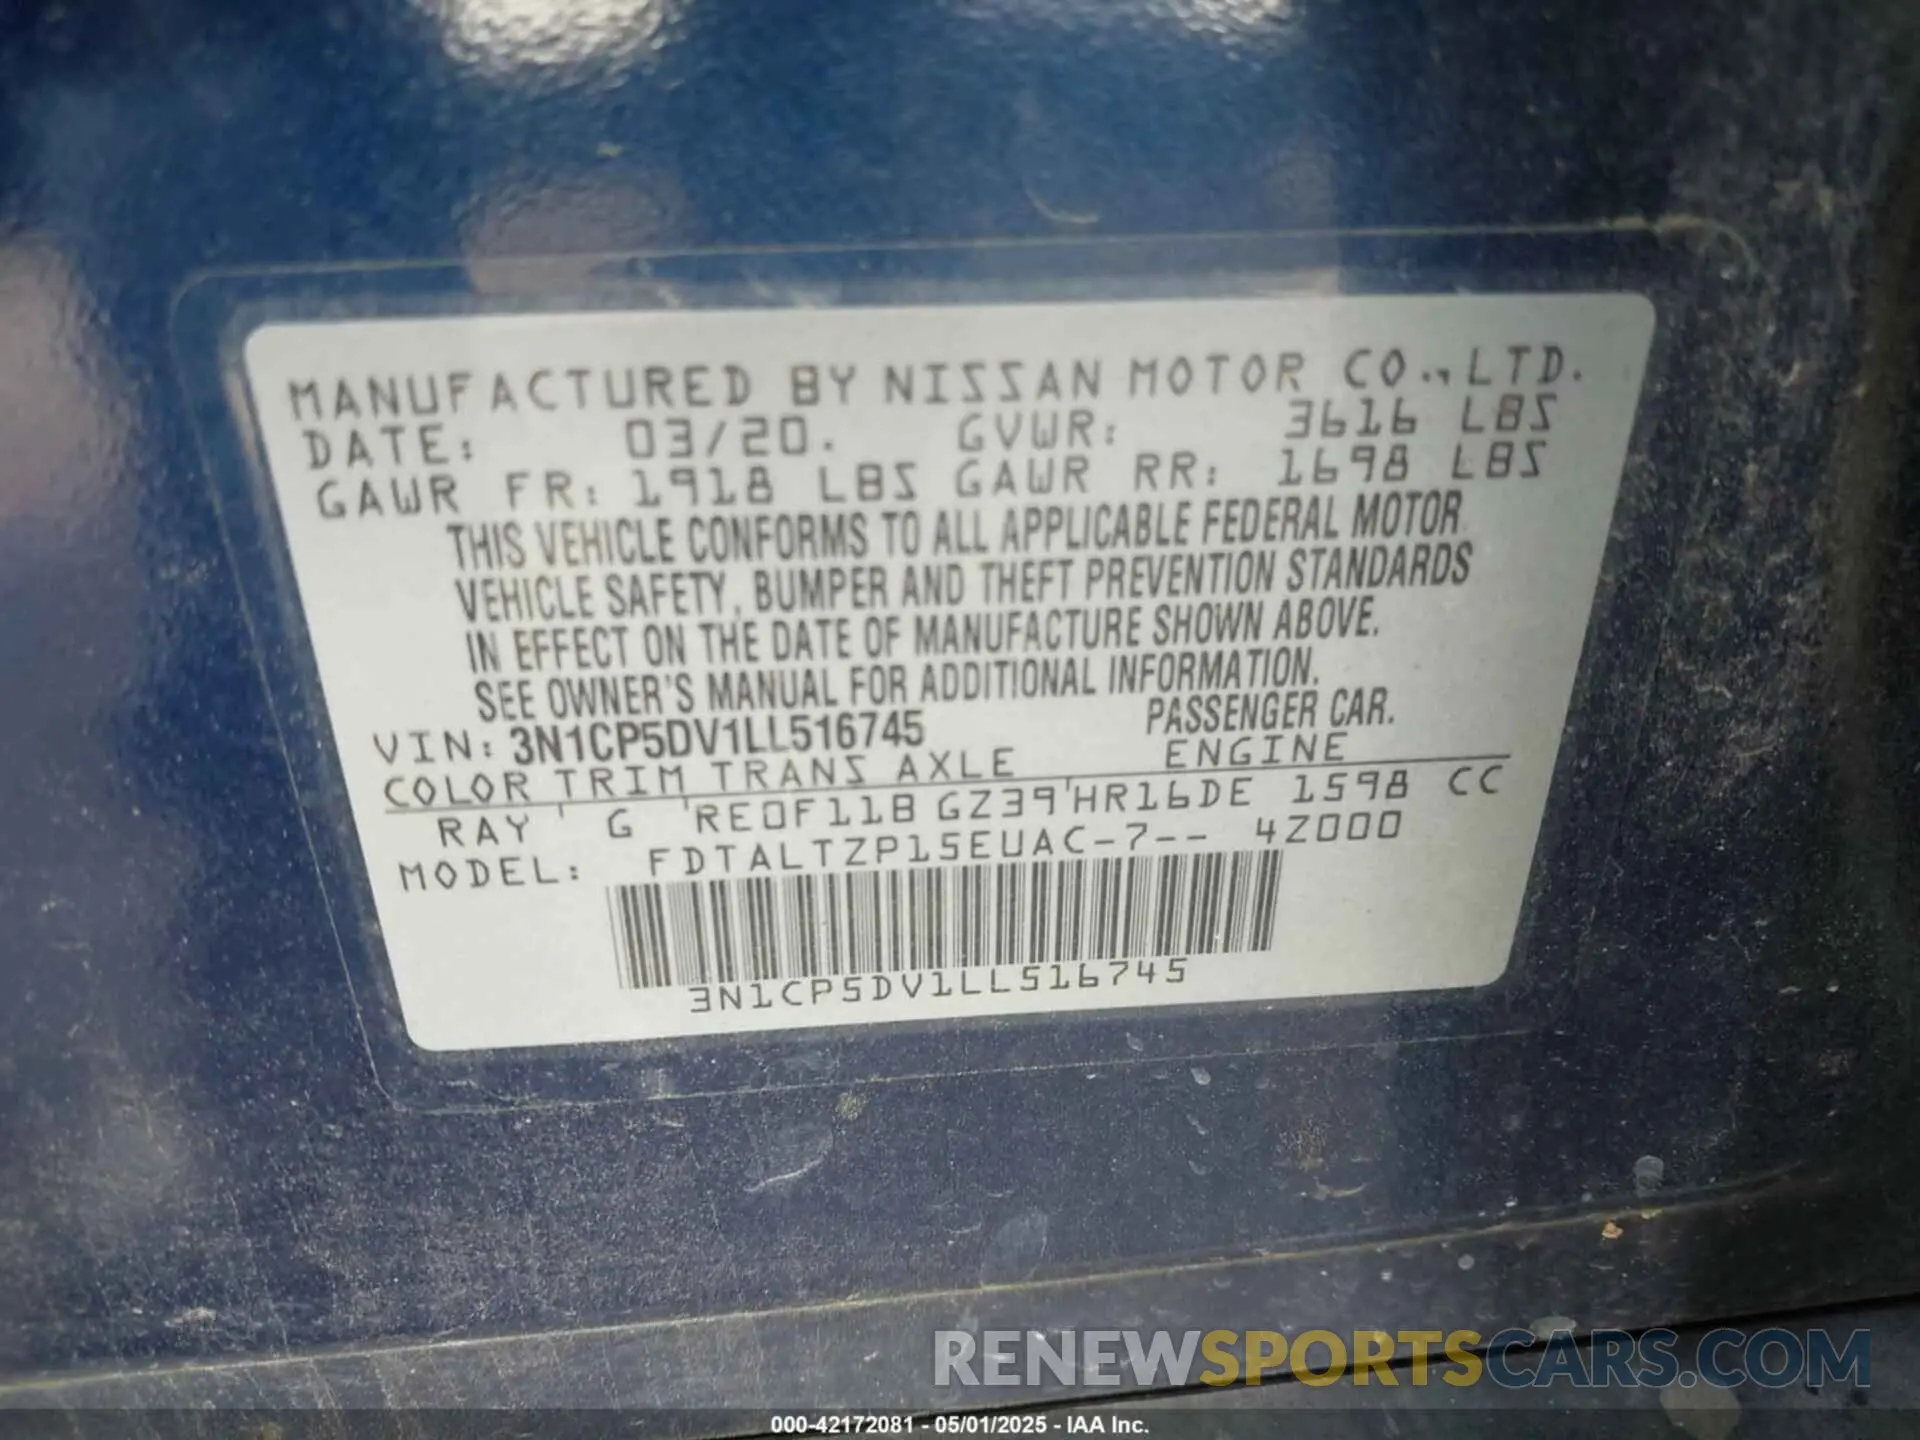 MANUFACTURED BY NISSAN MOTOR CO., LTD.
DATE: 03/20. GVWR: 3616 LBS
GAWR FR: 1918 LBS GAWR RR: 1698 LBS
THIS VEHICLE CONFORMS TO ALL APPLICABLE FEDERAL MOTOR
VEHICLE SAFETY, BUMPER AND THEFT PREVENTION STANDARDS
IN EFFECT ON THE DATE OF MANUFACTURE SHOWN ABOVE.
SEE OWNER'S MANUAL FOR ADDITIONAL INFORMATION.
VIN: 3N1CP5DV1LL516745 PASSENGER CAR.
COLOR TRIM TRANS AXLE ENGINE
RAY ' G 'RE0F11B GZ39'HR16DE 1598 CC
MODEL: FDTALTZP15EUAC-7-- 4Z000
3N1CP5DV1LL516745
RENEWSPORTSCARS.COM
000-42172081 - 05/01/2025 - IAA Inc.